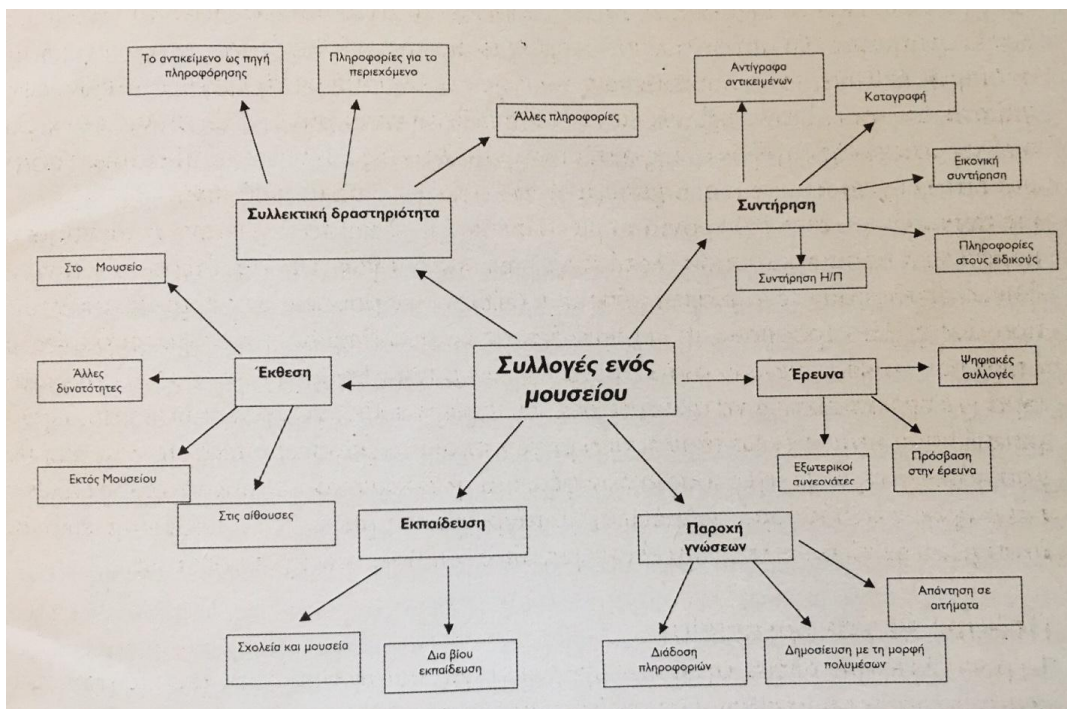 Το αντικείμενο ως πηγή
πληροφόρησης
Πληροφορίες για το
περιεχόμενο
Άλλες πληροφορίες
Συλλεκτική δραστηριότητα
Αντίγραφα
αντικειμένων
Καταγραφή
Εικονική
συντήρηση
Συντήρηση
Πληροφορίες
στους ειδικούς
Συντήρηση Η/Π
Στο Μουσείο
Άλλες
δυνατότητες
Έκθεση
Εκτός Μουσείου
Στις αίθουσες
Συλλογές ενός
μουσείου
Έρευνα
Ψηφιακές
συλλογές
Εξωτερικοί
συνεργάτες
Πρόσβαση
στην έρευνα
Εκπαίδευση
Σχολεία και μουσεία
Δια βίου
εκπαίδευση
Παροχή
γνώσεων
Απάντηση σε
αιτήματα
Διάδοση
πληροφοριών
Δημοσίευση με τη μορφή
πολυμέσων